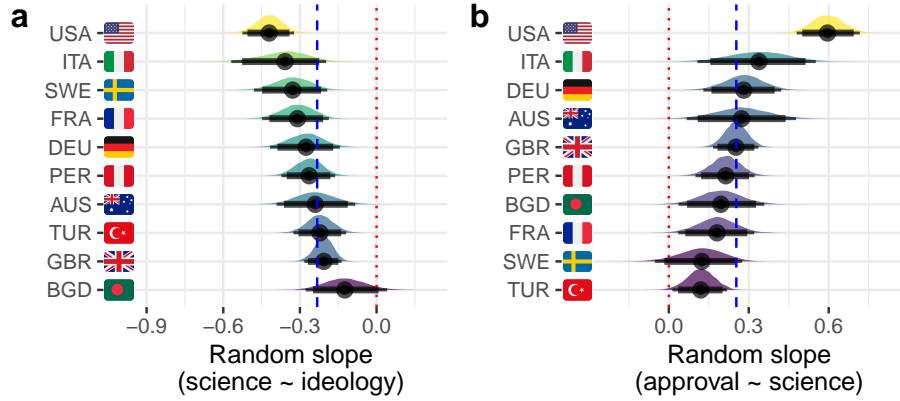 a
USA
ITA
SWE
FRA
DEU
PER
AUS
TUR
GBR
BGD
−0.9 −0.6 −0.3 0.0
Random slope
(science ~ ideology)
b
USA
ITA
DEU
AUS
GBR
PER
BGD
FRA
SWE
TUR
0.0 0.3 0.6
Random slope
(approval ~ science)